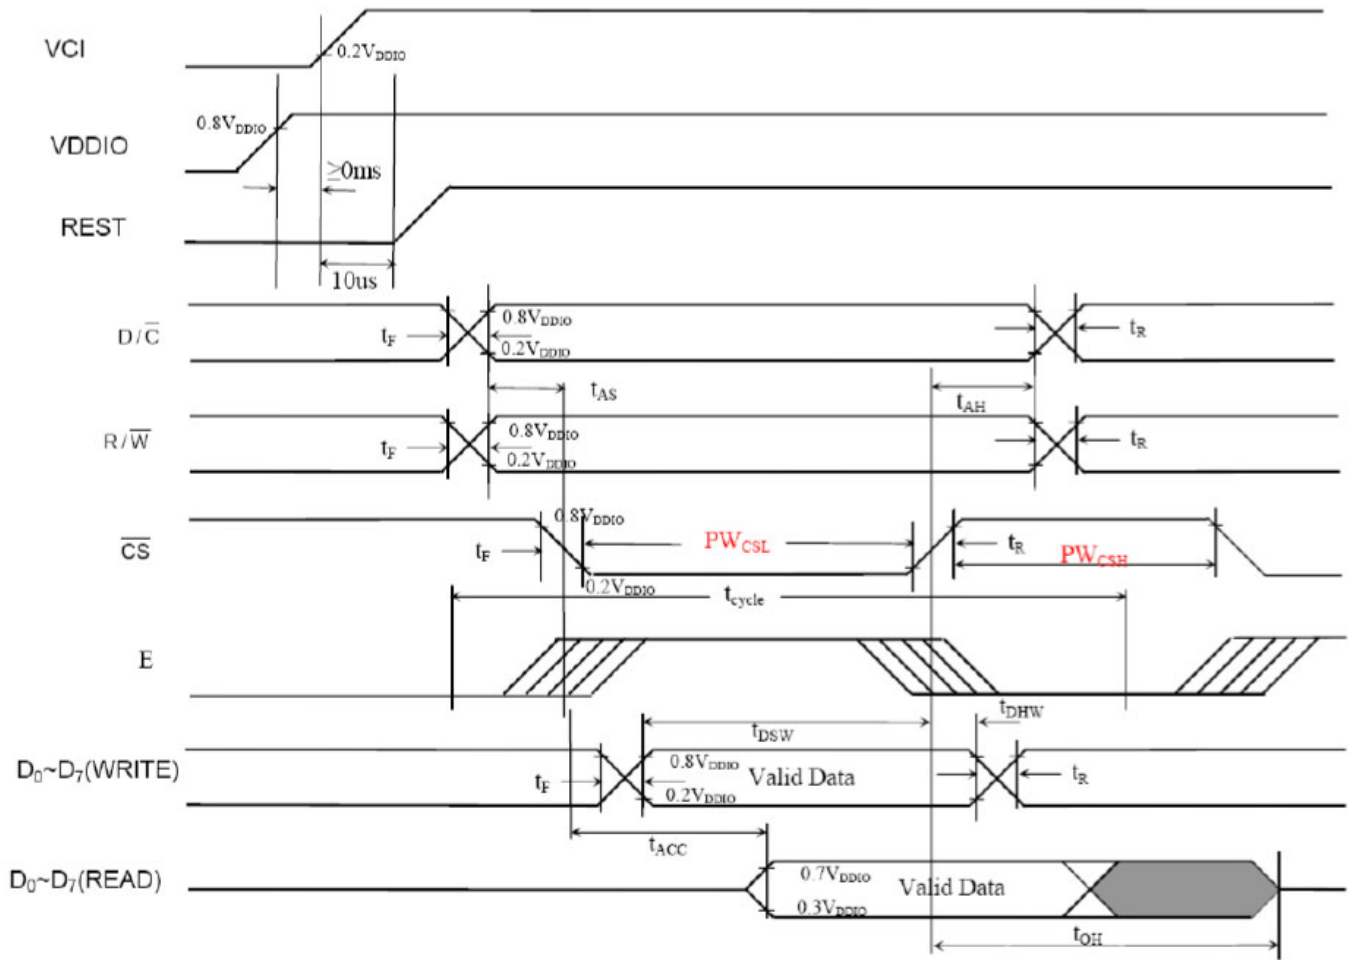 VCI
0.2VDDIO
0.8VDDIO
VDDIO
≥0ms
REST
10us
D/C̅
tF
0.8VDDIO
0.2VDDIO
tR
tAS
tAH
R/W̅
tF
0.8VDDIO
0.2VDDIO
tR
C̅S̅
0.8VDDIO
tF
PWCSL
tR
PWCSH
0.2VDDIO
tcycle
E
tDSW
tDHW
D0~D7(WRITE)
tF
0.8VDDIO
Valid Data
0.2VDDIO
tR
tACC
D0~D7(READ)
0.7VDDIO
Valid Data
0.3VDDIO
tOH